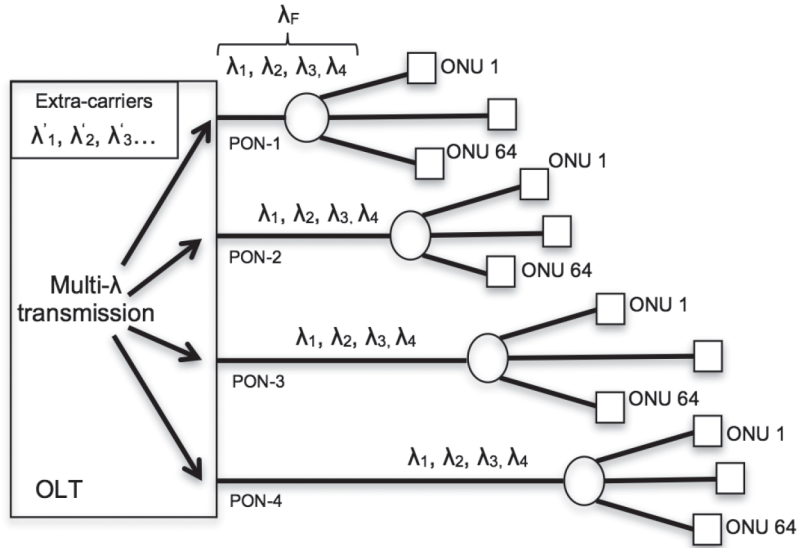 λF
λ1, λ2, λ3, λ4
ONU 1
Extra-carriers
λ'1, λ'2, λ'3...
PON-1
ONU 64
ONU 1
λ1, λ2, λ3, λ4
PON-2
ONU 64
Multi-λ
transmission
ONU 1
λ1, λ2, λ3, λ4
PON-3
ONU 64
ONU 1
λ1, λ2, λ3, λ4
OLT
PON-4
ONU 64